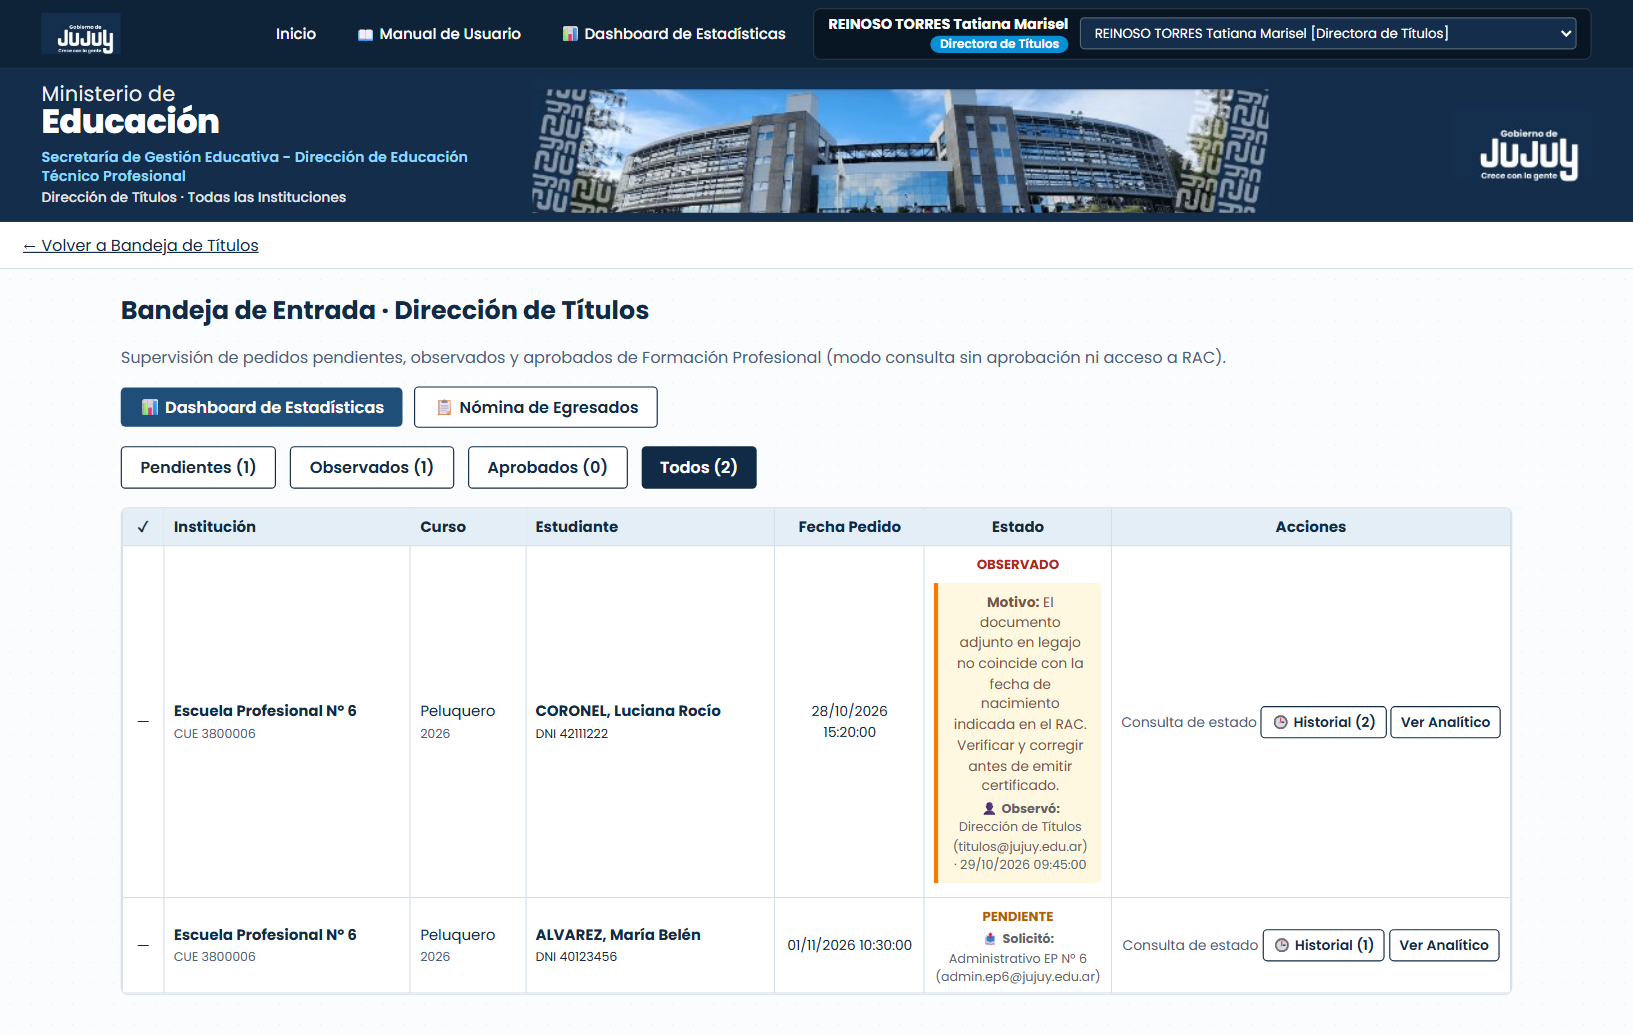 Gobierno de
JUJUY
Crece con la gente
Inicio
Manual de Usuario
Dashboard de Estadísticas
REINOSO TORRES Tatiana Marisel
Directora de Títulos
REINOSO TORRES Tatiana Marisel [Directora de Títulos]
Ministerio de
Educación
Secretaría de Gestión Educativa - Dirección de Educación
Técnico Profesional
Dirección de Títulos · Todas las Instituciones
Gobierno de
JUJUY
Crece con la gente
← Volver a Bandeja de Títulos
Bandeja de Entrada · Dirección de Títulos
Supervisión de pedidos pendientes, observados y aprobados de Formación Profesional (modo consulta sin aprobación ni acceso a RAC).
Dashboard de Estadísticas
Nómina de Egresados
Pendientes (1)
Observados (1)
Aprobados (0)
Todos (2)
✓ Institución Curso Estudiante Fecha Pedido Estado Acciones
—
Escuela Profesional Nº 6
CUE 3800006
Peluquero
2026
CORONEL, Luciana Rocío
DNI 42111222
28/10/2026
15:20:00
OBSERVADO
Motivo: El
documento
adjunto en legajo
no coincide con la
fecha de
nacimiento
indicada en el RAC.
Verificar y corregir
antes de emitir
certificado.
Observó:
Dirección de Títulos
(titulos@jujuy.edu.ar)
· 29/10/2026 09:45:00
Consulta de estado
Historial (2)
Ver Analítico
—
Escuela Profesional Nº 6
CUE 3800006
Peluquero
2026
ALVAREZ, María Belén
DNI 40123456
01/11/2026 10:30:00
PENDIENTE
Solicitó:
Administrativo EP Nº 6
(admin.ep6@jujuy.edu.ar)
Consulta de estado
Historial (1)
Ver Analítico